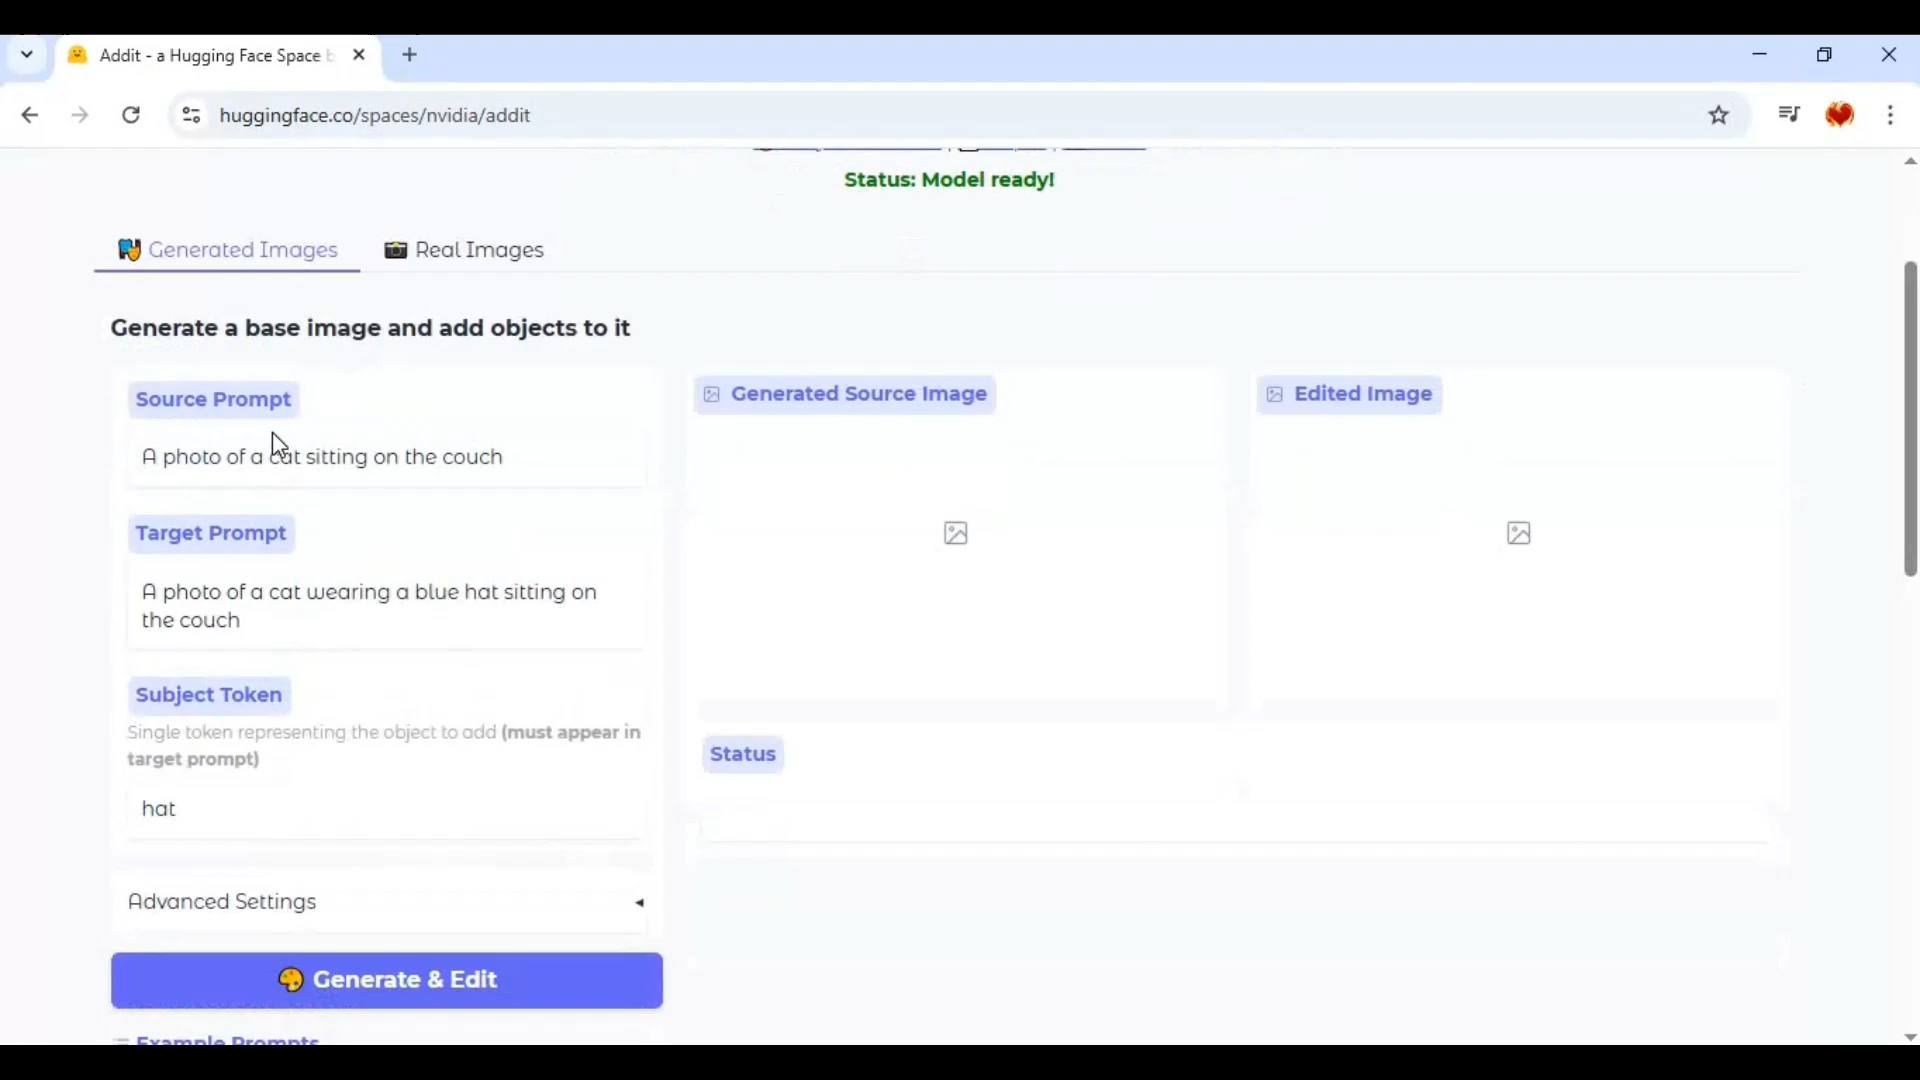 Addit - a Hugging Face Space
huggingface.co/spaces/nvidia/addit
Status: Model ready!
Generated Images
Real Images
Generate a base image and add objects to it
Source Prompt
A photo of a cat sitting on the couch
Target Prompt
A photo of a cat wearing a blue hat sitting on
the couch
Subject Token
Single token representing the object to add (must appear in
target prompt)
hat
Advanced Settings
Generate & Edit
Example Prompts
Generated Source Image
Edited Image
Status